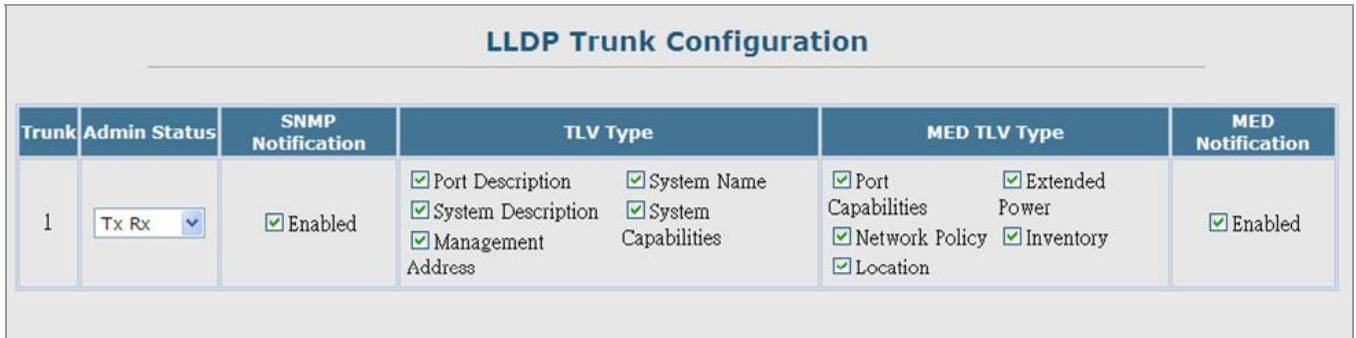 LLDP Trunk Configuration
Trunk
Admin Status
SNMP
Notification
TLV Type
MED TLV Type
MED
Notification
1
Tx Rx
Enabled
Port Description
System Name
System Description
System
Capabilities
Management
Address
Port
Capabilities
Extended
Power
Network Policy
Inventory
Location
Enabled